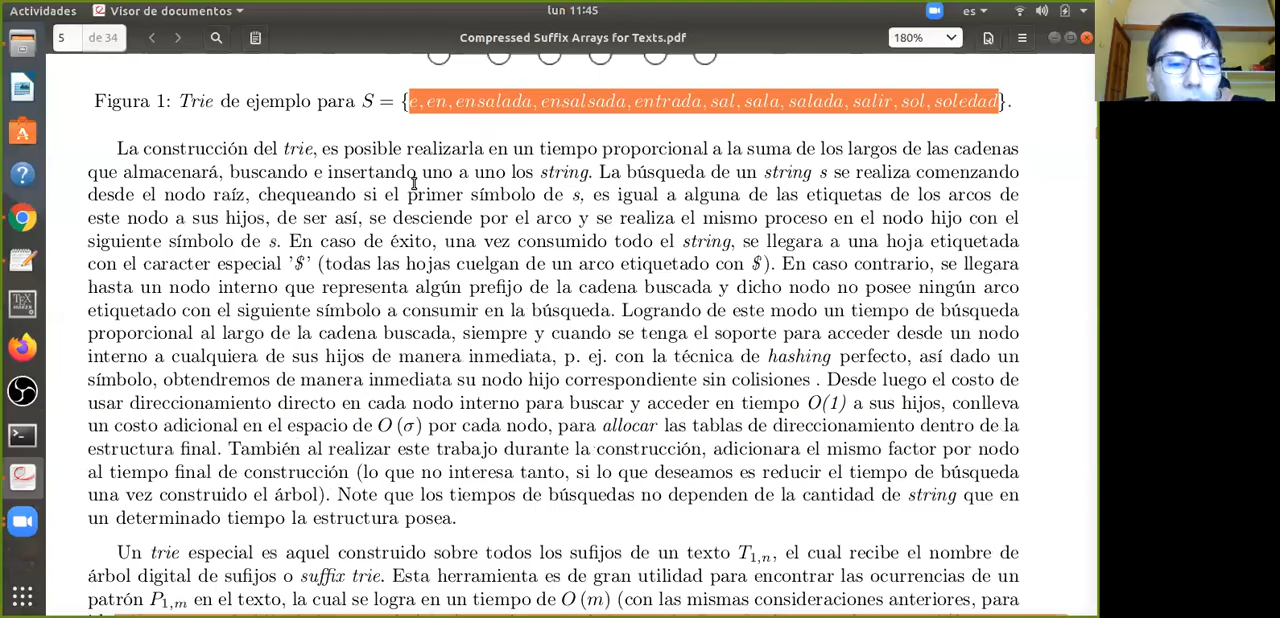 Actividades Visor de documentos lun 11:45 es
5 de 34 Compressed Suffix Arrays for Texts.pdf 180%
Figura 1: Trie de ejemplo para S = {e, en, ensalada, ensalsada, entrada, sal, sala, salada, salir, sol, soledad}.
La construcción del trie, es posible realizarla en un tiempo proporcional a la suma de los largos de las cadenas
que almacenará, buscando e insertando uno a uno los string. La búsqueda de un string s se realiza comenzando
desde el nodo raíz, chequeando si el primer símbolo de s, es igual a alguna de las etiquetas de los arcos de
este nodo a sus hijos, de ser así, se desciende por el arco y se realiza el mismo proceso en el nodo hijo con el
siguiente símbolo de s. En caso de éxito, una vez consumido todo el string, se llegara a una hoja etiquetada
con el caracter especial '$' (todas las hojas cuelgan de un arco etiquetado con $). En caso contrario, se llegara
hasta un nodo interno que representa algún prefijo de la cadena buscada y dicho nodo no posee ningún arco
etiquetado con el siguiente símbolo a consumir en la búsqueda. Logrando de este modo un tiempo de búsqueda
proporcional al largo de la cadena buscada, siempre y cuando se tenga el soporte para acceder desde un nodo
interno a cualquiera de sus hijos de manera inmediata, p. ej. con la técnica de hashing perfecto, así dado un
símbolo, obtendremos de manera inmediata su nodo hijo correspondiente sin colisiones . Desde luego el costo de
usar direccionamiento directo en cada nodo interno para buscar y acceder en tiempo O(1) a sus hijos, conlleva
un costo adicional en el espacio de O (σ) por cada nodo, para allocar las tablas de direccionamiento dentro de la
estructura final. También al realizar este trabajo durante la construcción, adicionara el mismo factor por nodo
al tiempo final de construcción (lo que no interesa tanto, si lo que deseamos es reducir el tiempo de búsqueda
una vez construido el árbol). Note que los tiempos de búsquedas no dependen de la cantidad de string que en
un determinado tiempo la estructura posea.
Un trie especial es aquel construido sobre todos los sufijos de un texto T1,n, el cual recibe el nombre de
árbol digital de sufijos o suffix trie. Esta herramienta es de gran utilidad para encontrar las ocurrencias de un
patrón P1,m en el texto, la cual se logra en un tiempo de O (m) (con las mismas consideraciones anteriores, para